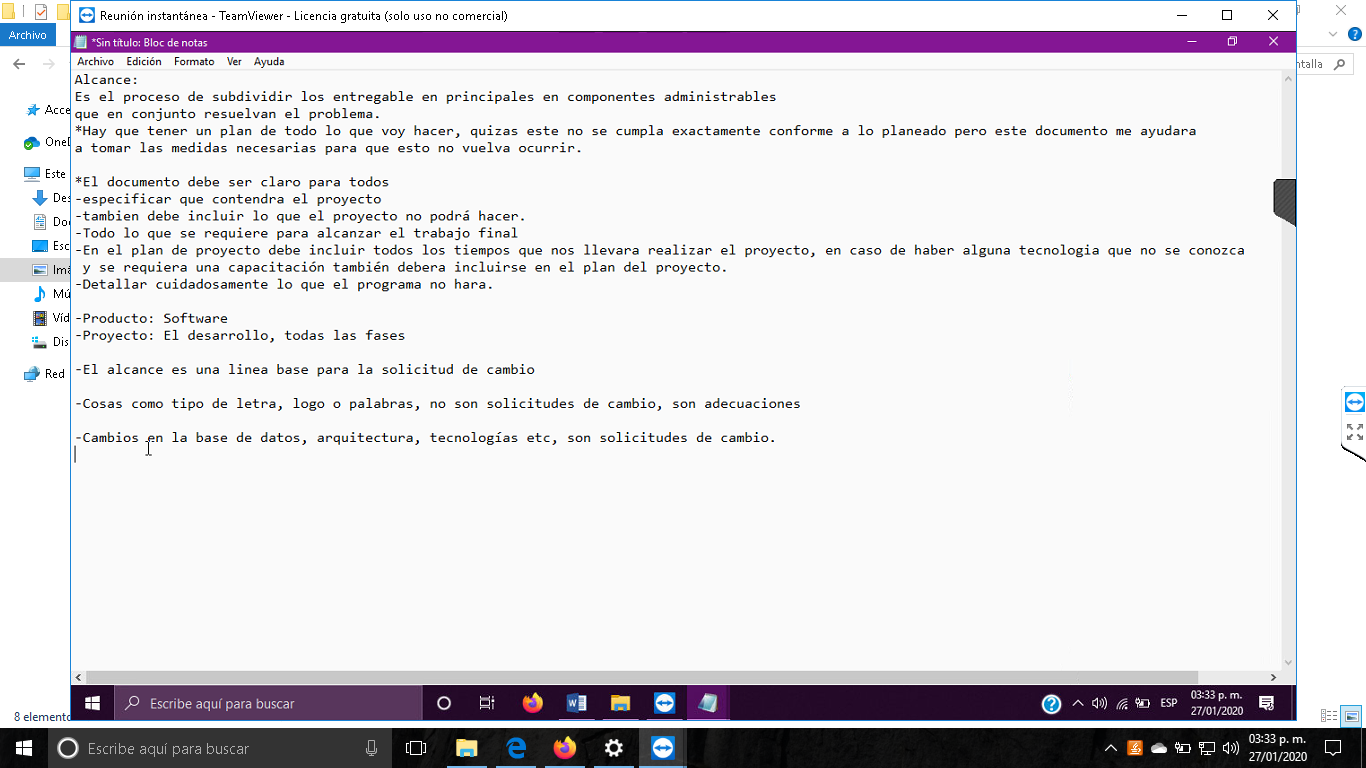 Reunión instantánea - TeamViewer - Licencia gratuita (solo uso no comercial)
Archivo
*Sin título: Bloc de notas
Archivo Edición Formato Ver Ayuda
Alcance:
Es el proceso de subdividir los entregable en principales en componentes administrables
que en conjunto resuelvan el problema.
*Hay que tener un plan de todo lo que voy hacer, quizas este no se cumpla exactamente conforme a lo planeado pero este documento me ayudara
a tomar las medidas necesarias para que esto no vuelva ocurrir.
*El documento debe ser claro para todos
-especificar que contendra el proyecto
-tambien debe incluir lo que el proyecto no podrá hacer.
-Todo lo que se requiere para alcanzar el trabajo final
-En el plan de proyecto debe incluir todos los tiempos que nos llevara realizar el proyecto, en caso de haber alguna tecnologia que no se conozca
y se requiera una capacitación también debera incluirse en el plan del proyecto.
-Detallar cuidadosamente lo que el programa no hara.
-Producto: Software
-Proyecto: El desarrollo, todas las fases
-El alcance es una linea base para la solicitud de cambio
-Cosas como tipo de letra, logo o palabras, no son solicitudes de cambio, son adecuaciones
-Cambios en la base de datos, arquitectura, tecnologías etc, son solicitudes de cambio.
ntalla
Acce
OneD
Este
Des
Doc
Esc
Imá
Mú
Víd
Dis
Red
8 elemento
Escribe aquí para buscar
ESP
03:33 p. m.
27/01/2020
Escribe aquí para buscar
03:33 p. m.
27/01/2020